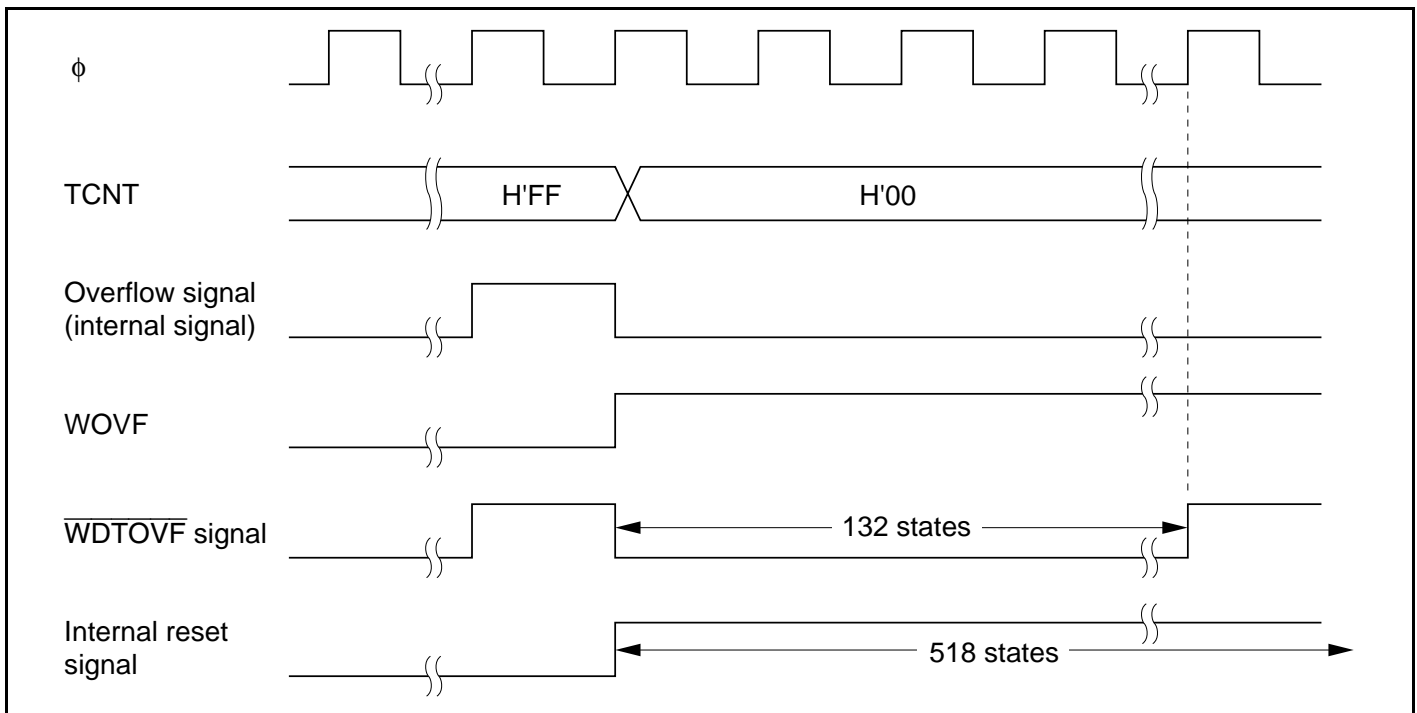 ϕ
TCNT
H'FF
H'00
Overflow signal
(internal signal)
WOVF
WDTOVF signal
132 states
Internal reset
signal
518 states